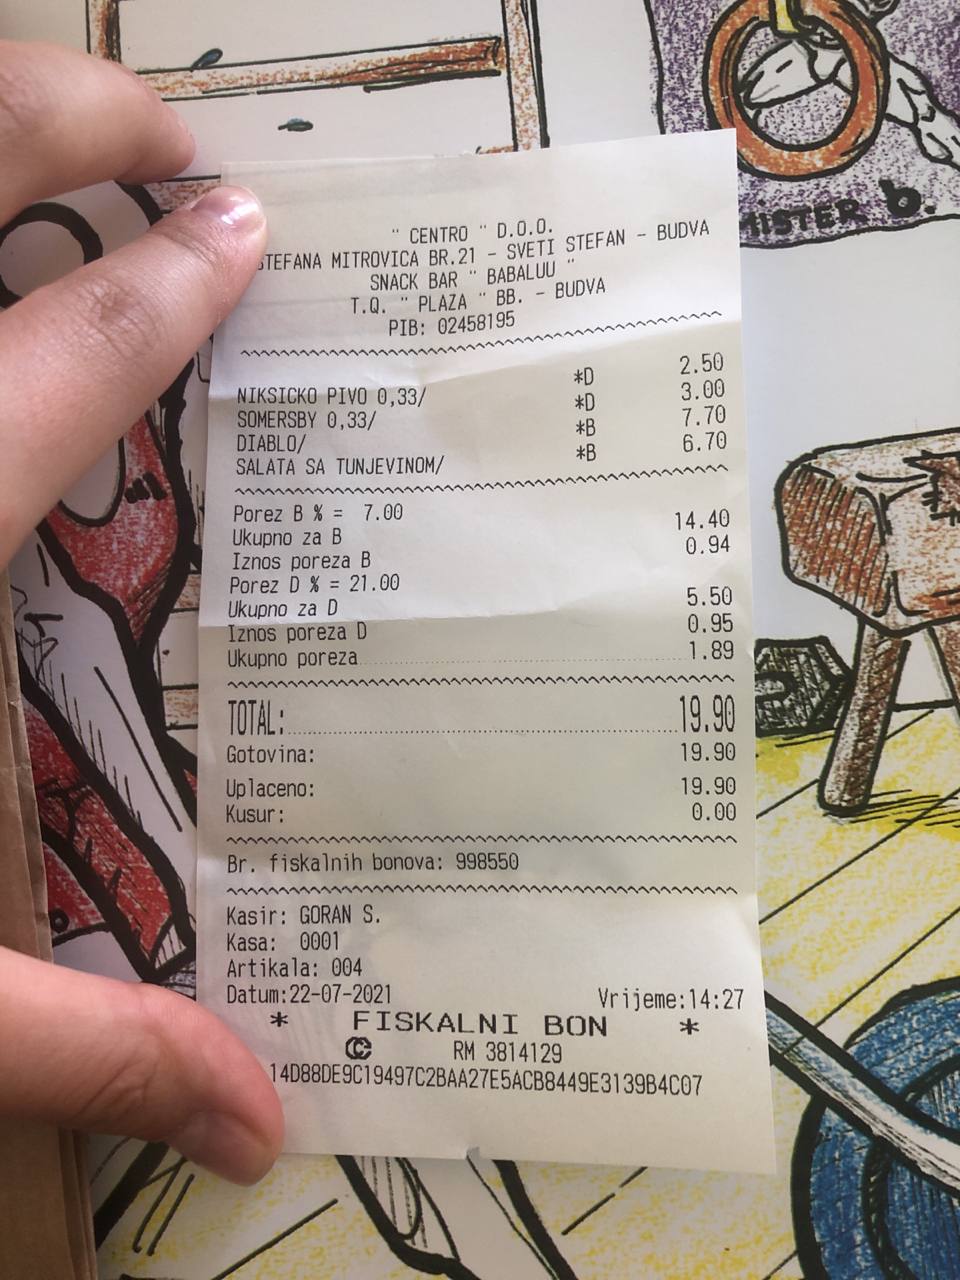 MISTER b.
" CENTRO " D.O.O.
STEFANA MITROVICA BR.21 - SVETI STEFAN - BUDVA
SNACK BAR " BABALUU "
T.Q. " PLAZA " BB. - BUDVA
PIB: 02458195
NIKSICKO PIVO 0,33/ *D 2.50
SOMERSBY 0,33/ *D 3.00
DIABLO/ *B 7.70
SALATA SA TUNJEVINOM/ *B 6.70
Porez B % = 7.00
Ukupno za B 14.40
Iznos poreza B 0.94
Porez D % = 21.00
Ukupno za D 5.50
Iznos poreza D 0.95
Ukupno poreza 1.89
TOTAL: 19.90
Gotovina: 19.90
Uplaceno: 19.90
Kusur: 0.00
Br. fiskalnih bonova: 998550
Kasir: GORAN S.
Kasa: 0001
Artikala: 004
Datum:22-07-2021 Vrijeme:14:27
* FISKALNI BON *
RM 3814129
14D88DE9C19497C2BAA27E5ACB8449E3139B4C07